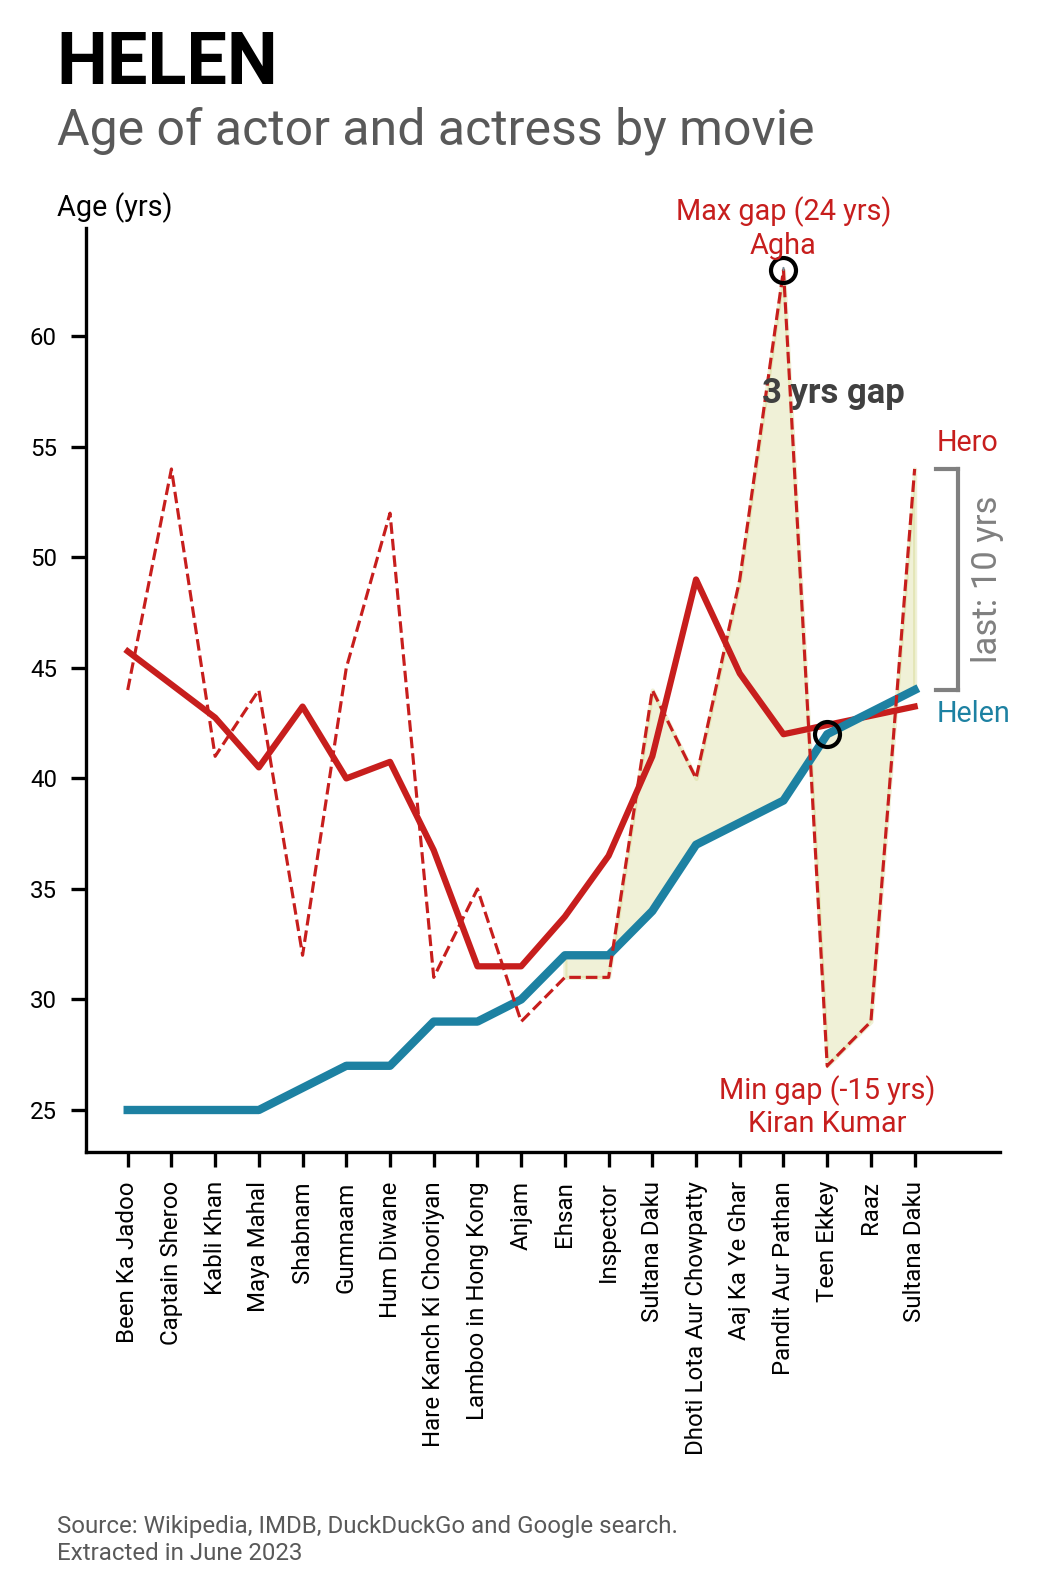 HELEN
Age of actor and actress by movie
Age (yrs)
Max gap (24 yrs)
Agha
60
3 yrs gap
55
Hero
50
last: 10 yrs
45
Helen
40
35
30
Min gap (-15 yrs)
25
Kiran Kumar
Been Ka Jadoo
Captain Sheroo
Kabli Khan
Maya Mahal
Shabnam
Gumnaam
Hum Diwane
Hare Kanch Ki Chooriyan
Lamboo in Hong Kong
Anjam
Ehsan
Inspector
Sultana Daku
Dhoti Lota Aur Chowpatty
Aaj Ka Ye Ghar
Pandit Aur Pathan
Teen Ekkey
Raaz
Sultana Daku
Source: Wikipedia, IMDB, DuckDuckGo and Google search.
Extracted in June 2023